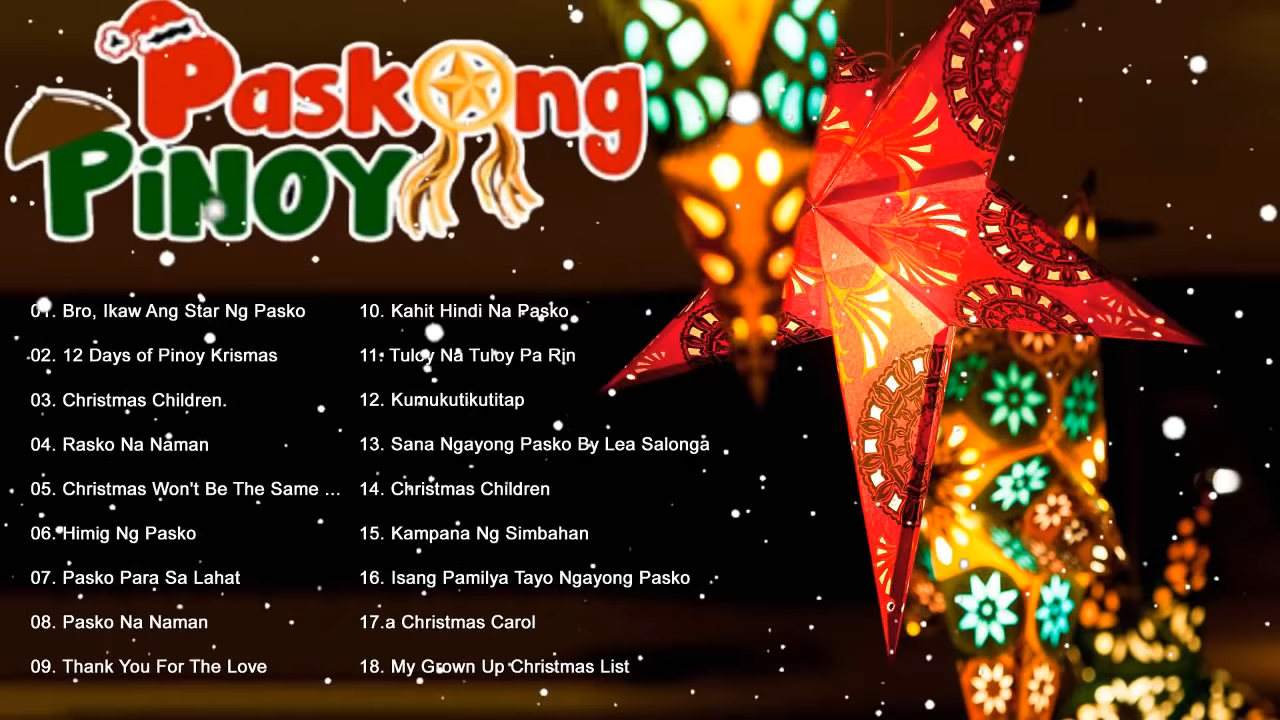 Paskong
PiNOY
01. Bro, Ikaw Ang Star Ng Pasko
02. 12 Days of Pinoy Krismas
03. Christmas Children.
04. Rasko Na Naman
05. Christmas Won't Be The Same ...
06. Himig Ng Pasko
07. Pasko Para Sa Lahat
08. Pasko Na Naman
09. Thank You For The Love
10. Kahit Hindi Na Pasko
11. Tuloy Na Tuloy Pa Rin
12. Kumukutikutitap
13. Sana Ngayong Pasko By Lea Salonga
14. Christmas Children
15. Kampana Ng Simbahan
16. Isang Pamilya Tayo Ngayong Pasko
17.a Christmas Carol
18. My Grown Up Christmas List